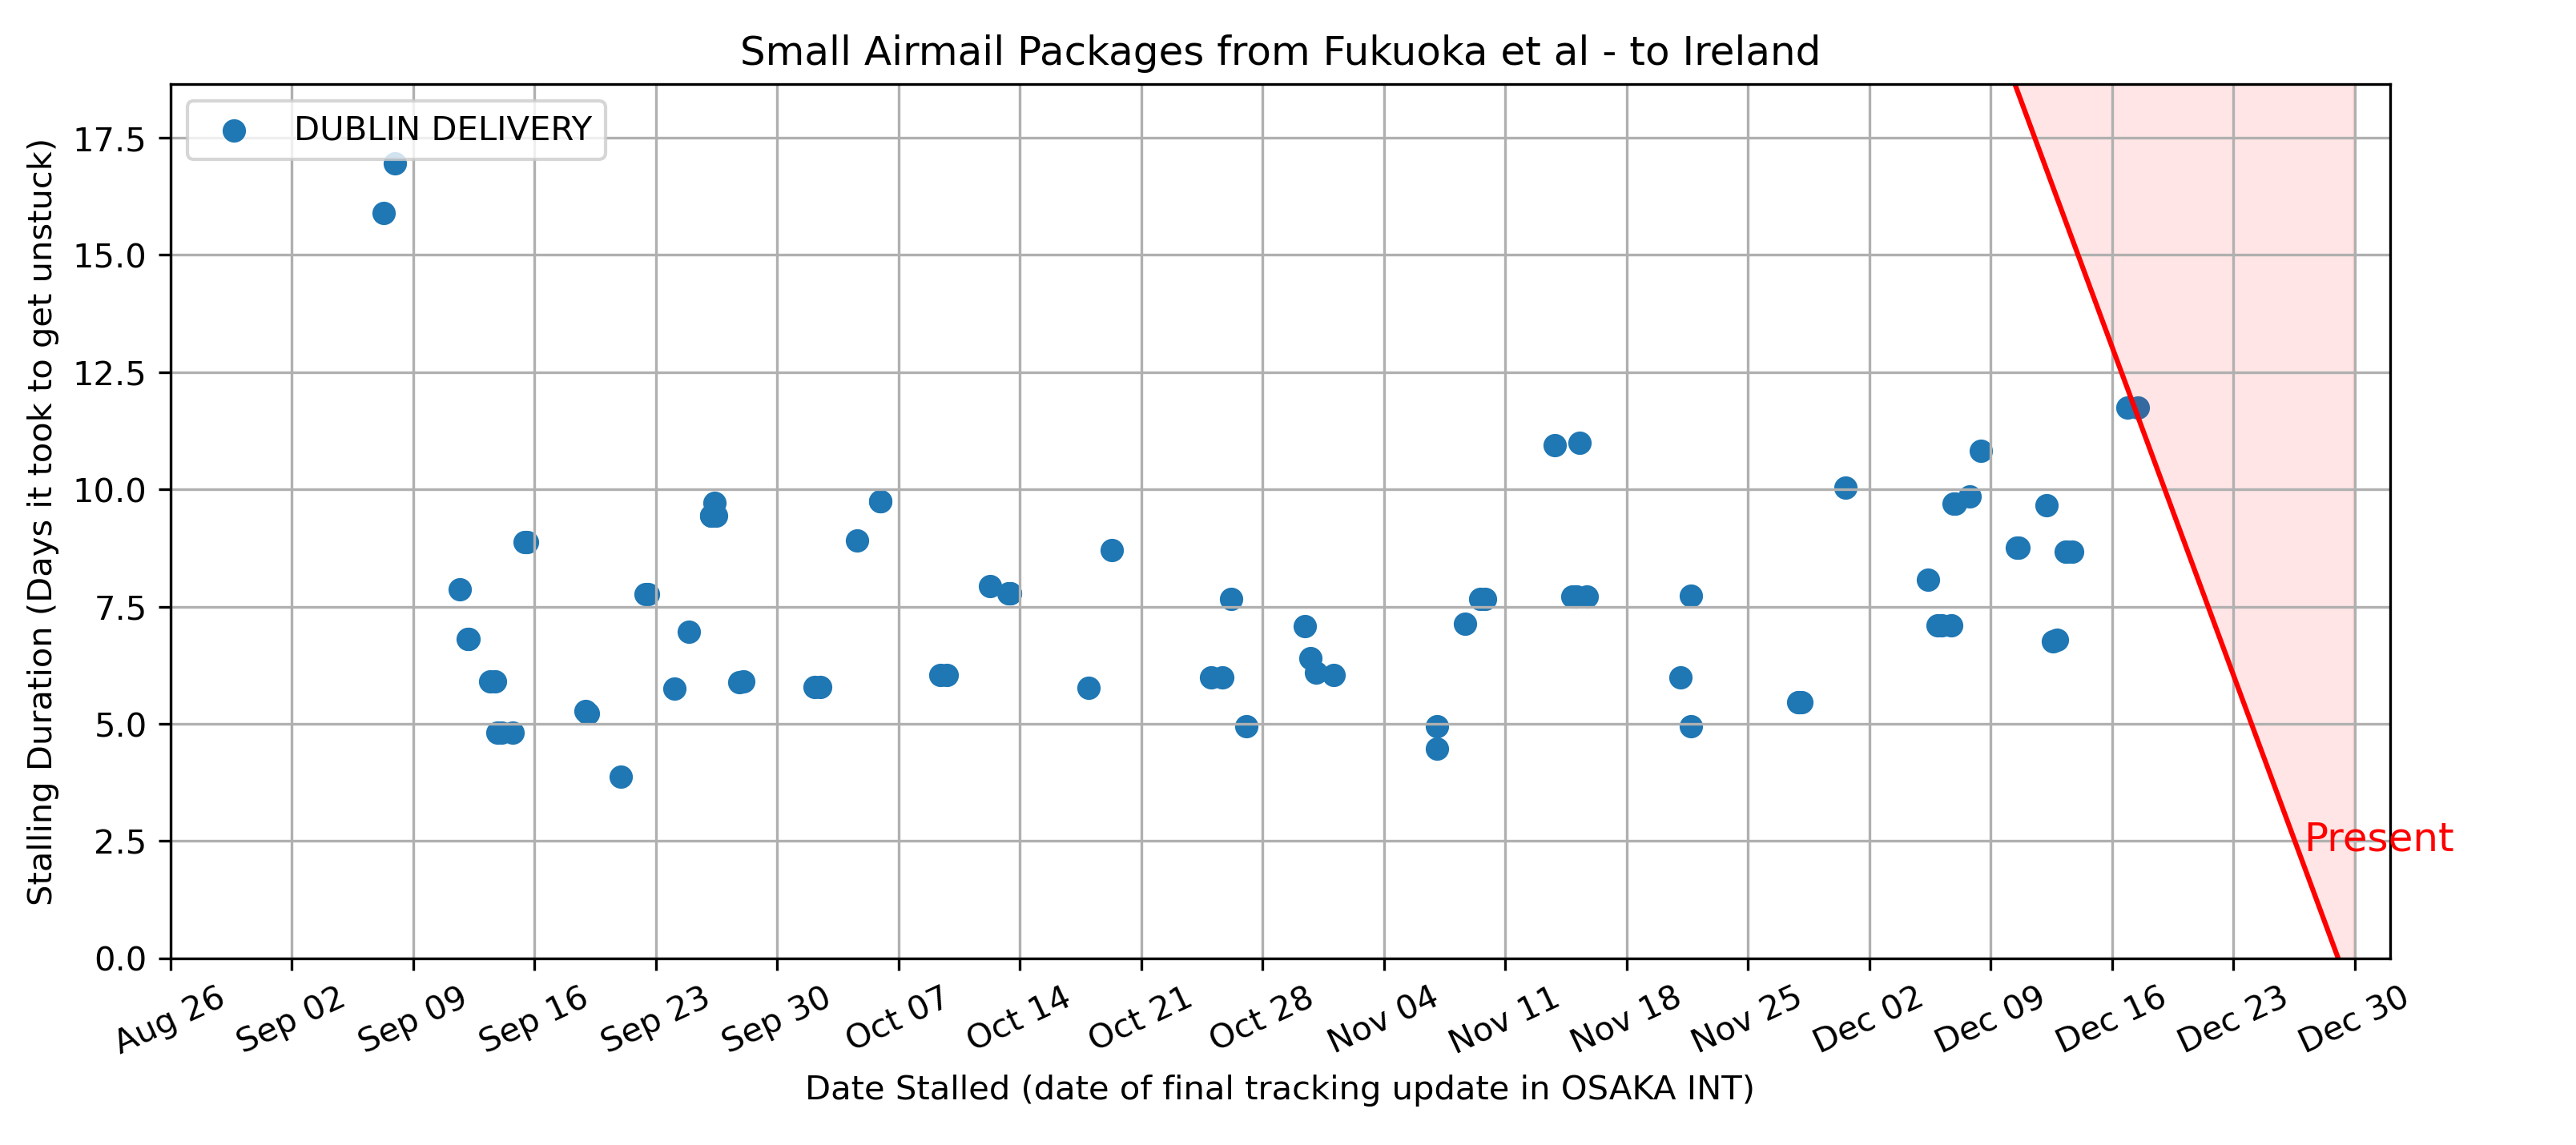 Small Airmail Packages from Fukuoka et al - to Ireland
DUBLIN DELIVERY
Stalling Duration (Days it took to get unstuck)
17.5
15.0
12.5
10.0
7.5
5.0
2.5
0.0
Present
Aug 26
Sep 02
Sep 09
Sep 16
Sep 23
Sep 30
Oct 07
Oct 14
Oct 21
Oct 28
Nov 04
Nov 11
Nov 18
Nov 25
Dec 02
Dec 09
Dec 16
Dec 23
Dec 30
Date Stalled (date of final tracking update in OSAKA INT)